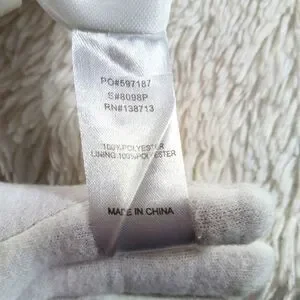 PO#597187
S#8098P
RN#138713
100%POLYESTER
LINING:100%POLYESTER
MADE IN CHINA